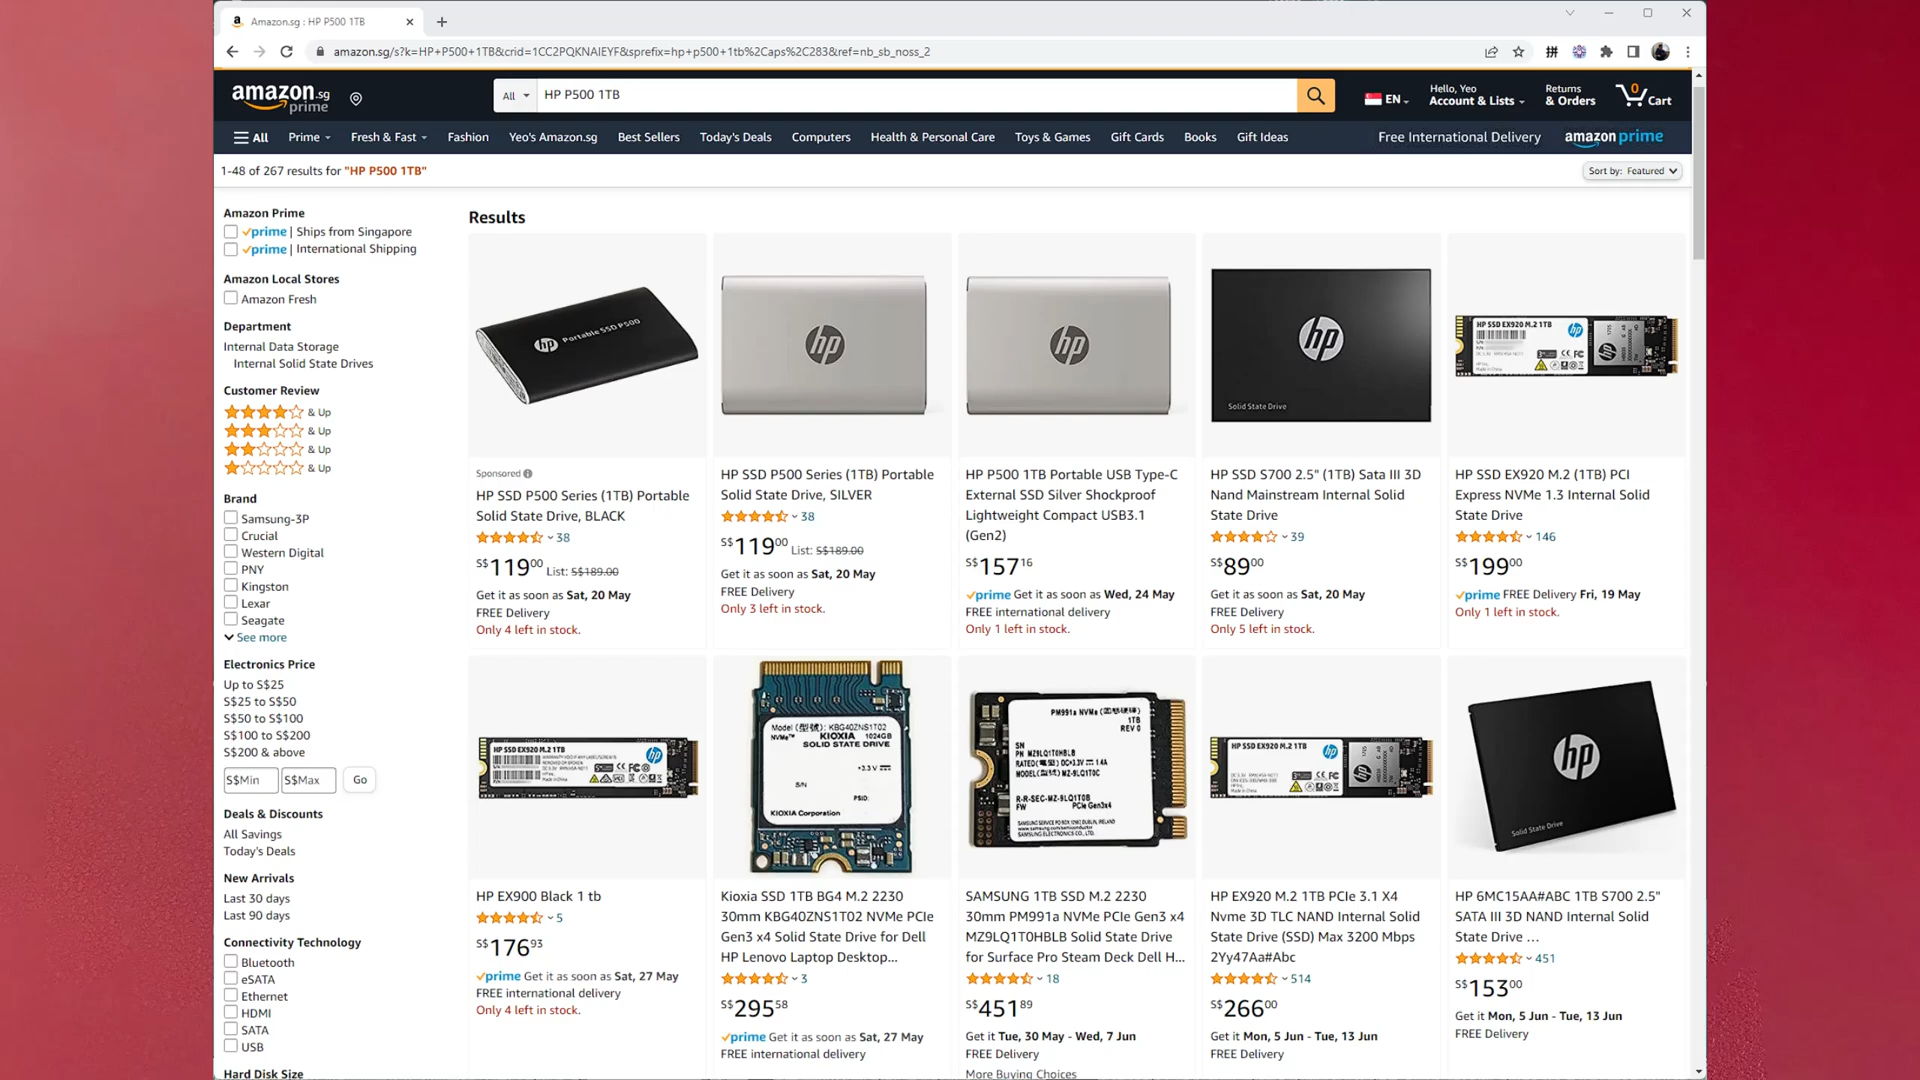 Amazon.sg : HP P500 1TB
amazon.sg/s?k=HP+P500+1TB&crid=1CC2PQKNAIEYF&sprefix=hp+p500+1tb%2Caps%2C283&ref=nb_sb_noss_2
amazon.sg
prime
All
HP P500 1TB
EN
Hello, Yeo
Account & Lists
Returns
& Orders
0
Cart
All
Prime
Fresh & Fast
Fashion
Yeo's Amazon.sg
Best Sellers
Today's Deals
Computers
Health & Personal Care
Toys & Games
Gift Cards
Books
Gift Ideas
Free International Delivery
amazon prime
1-48 of 267 results for "HP P500 1TB"
Sort by: Featured
Amazon Prime
prime | Ships from Singapore
prime | International Shipping
Amazon Local Stores
Amazon Fresh
Department
Internal Data Storage
Internal Solid State Drives
Customer Review
& Up
& Up
& Up
& Up
Brand
Samsung-3P
Crucial
Western Digital
PNY
Kingston
Lexar
Seagate
See more
Electronics Price
Up to S$25
S$25 to S$50
S$50 to S$100
S$100 to S$200
S$200 & above
S$Min
S$Max
Go
Deals & Discounts
All Savings
Today's Deals
New Arrivals
Last 30 days
Last 90 days
Connectivity Technology
Bluetooth
eSATA
Ethernet
HDMI
SATA
USB
Hard Disk Size
Results
hp Portable SSD P500
Sponsored
HP SSD P500 Series (1TB) Portable
Solid State Drive, BLACK
38
S$119.00 List: S$189.00
Get it as soon as Sat, 20 May
FREE Delivery
Only 4 left in stock.
hp
HP SSD P500 Series (1TB) Portable
Solid State Drive, SILVER
38
S$119.00 List: S$189.00
Get it as soon as Sat, 20 May
FREE Delivery
Only 3 left in stock.
hp
HP P500 1TB Portable USB Type-C
External SSD Silver Shockproof
Lightweight Compact USB3.1
(Gen2)
S$157.16
prime Get it as soon as Wed, 24 May
FREE international delivery
Only 1 left in stock.
hp
Solid State Drive
HP SSD S700 2.5" (1TB) Sata III 3D
Nand Mainstream Internal Solid
State Drive
39
S$89.00
Get it as soon as Sat, 20 May
FREE Delivery
Only 5 left in stock.
HP SSD EX920 M.2 1TB
HP SSD EX920 M.2 (1TB) PCI
Express NVMe 1.3 Internal Solid
State Drive
146
S$199.00
prime FREE Delivery Fri, 19 May
Only 1 left in stock.
HP SSD EX920 M.2 1TB
HP EX900 Black 1 tb
5
S$176.93
prime Get it as soon as Sat, 27 May
FREE international delivery
Only 4 left in stock.
Model (型號): KBG40ZNS1T02
NVMe™ KIOXIA 1024GB
SOLID STATE DRIVE
+3.3 V
S/N
PSID:
KIOXIA Corporation
Kioxia SSD 1TB BG4 M.2 2230
30mm KBG40ZNS1T02 NVMe PCIe
Gen3 x4 Solid State Drive for Dell
HP Lenovo Laptop Desktop...
3
S$295.58
prime Get it as soon as Sat, 27 May
FREE international delivery
1TB
REV 0
SN
PN MZ9LQ1T0HBLB
MODEL(型號): MZ-9LQ1T0C
R-R-SEC-MZ-9LQ1T0B
FW PCIe Gen3x4
SAMSUNG 1TB SSD M.2 2230
30mm PM991a NVMe PCIe Gen3 x4
MZ9LQ1T0HBLB Solid State Drive
for Surface Pro Steam Deck Dell H...
18
S$451.89
Get it Tue, 30 May - Wed, 7 Jun
FREE Delivery
More Buying Choices
HP SSD EX920 M.2 1TB
HP EX920 M.2 1TB PCIe 3.1 X4
Nvme 3D TLC NAND Internal Solid
State Drive (SSD) Max 3200 Mbps
2Yy47Aa#Abc
514
S$266.00
Get it Mon, 5 Jun - Tue, 13 Jun
FREE Delivery
hp
Solid State Drive
HP 6MC15AA#ABC 1TB S700 2.5"
SATA III 3D NAND Internal Solid
State Drive ...
451
S$153.00
Get it Mon, 5 Jun - Tue, 13 Jun
FREE Delivery